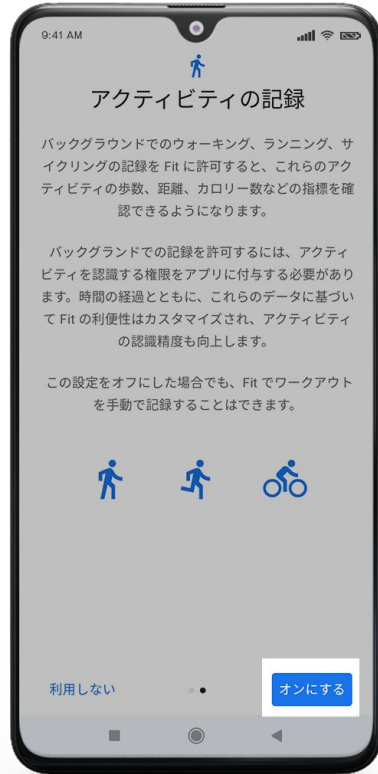 9:41 AM
アクティビティの記録
バックグラウンドでのウォーキング、ランニング、サ
イクリングの記録を Fit に許可すると、これらのアク
ティビティの歩数、距離、カロリー数などの指標を確
認できるようになります。
バックグランドでの記録を許可するには、アクティ
ビティを認識する権限をアプリに付与する必要があり
ます。時間の経過とともに、これらのデータに基づい
て Fit の利便性はカスタマイズされ、アクティビティ
の認識精度も向上します。
この設定をオフにした場合でも、Fit でワークアウト
を手動で記録することはできます。
利用しない
オンにする